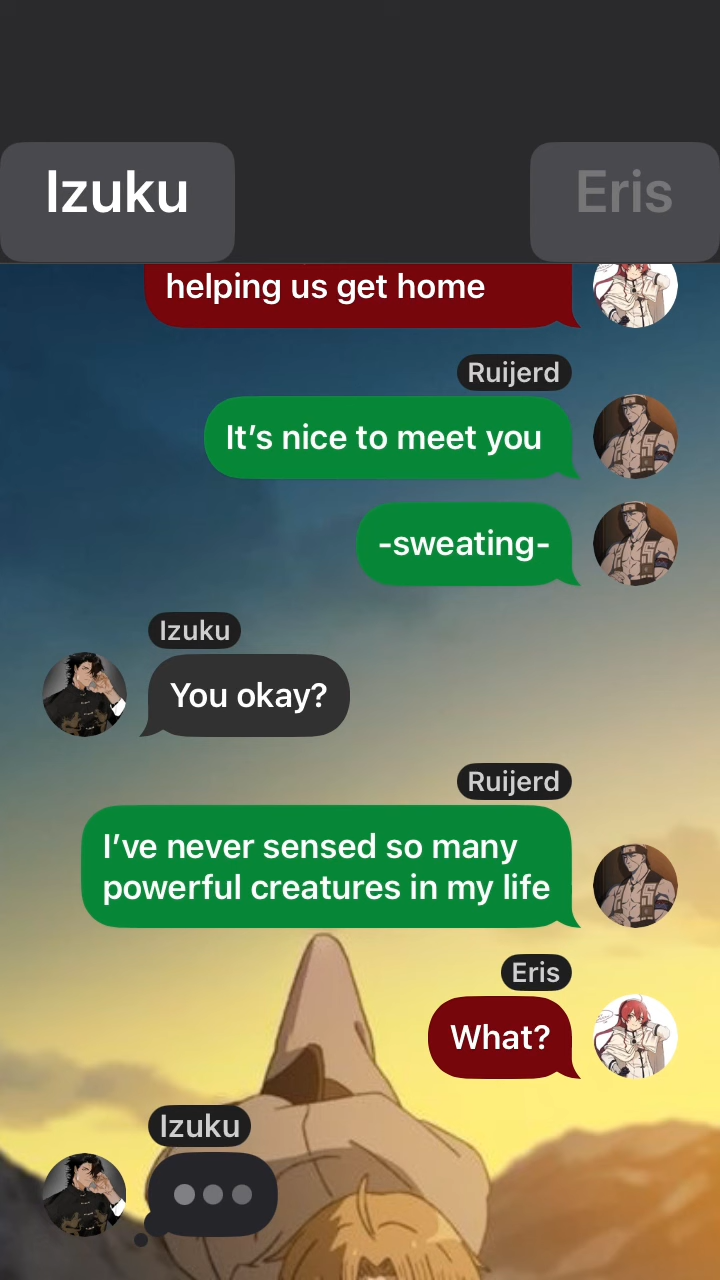 Izuku
Eris
helping us get home
Ruijerd
It’s nice to meet you
-sweating-
Izuku
You okay?
Ruijerd
I’ve never sensed so many
powerful creatures in my life
Eris
What?
Izuku